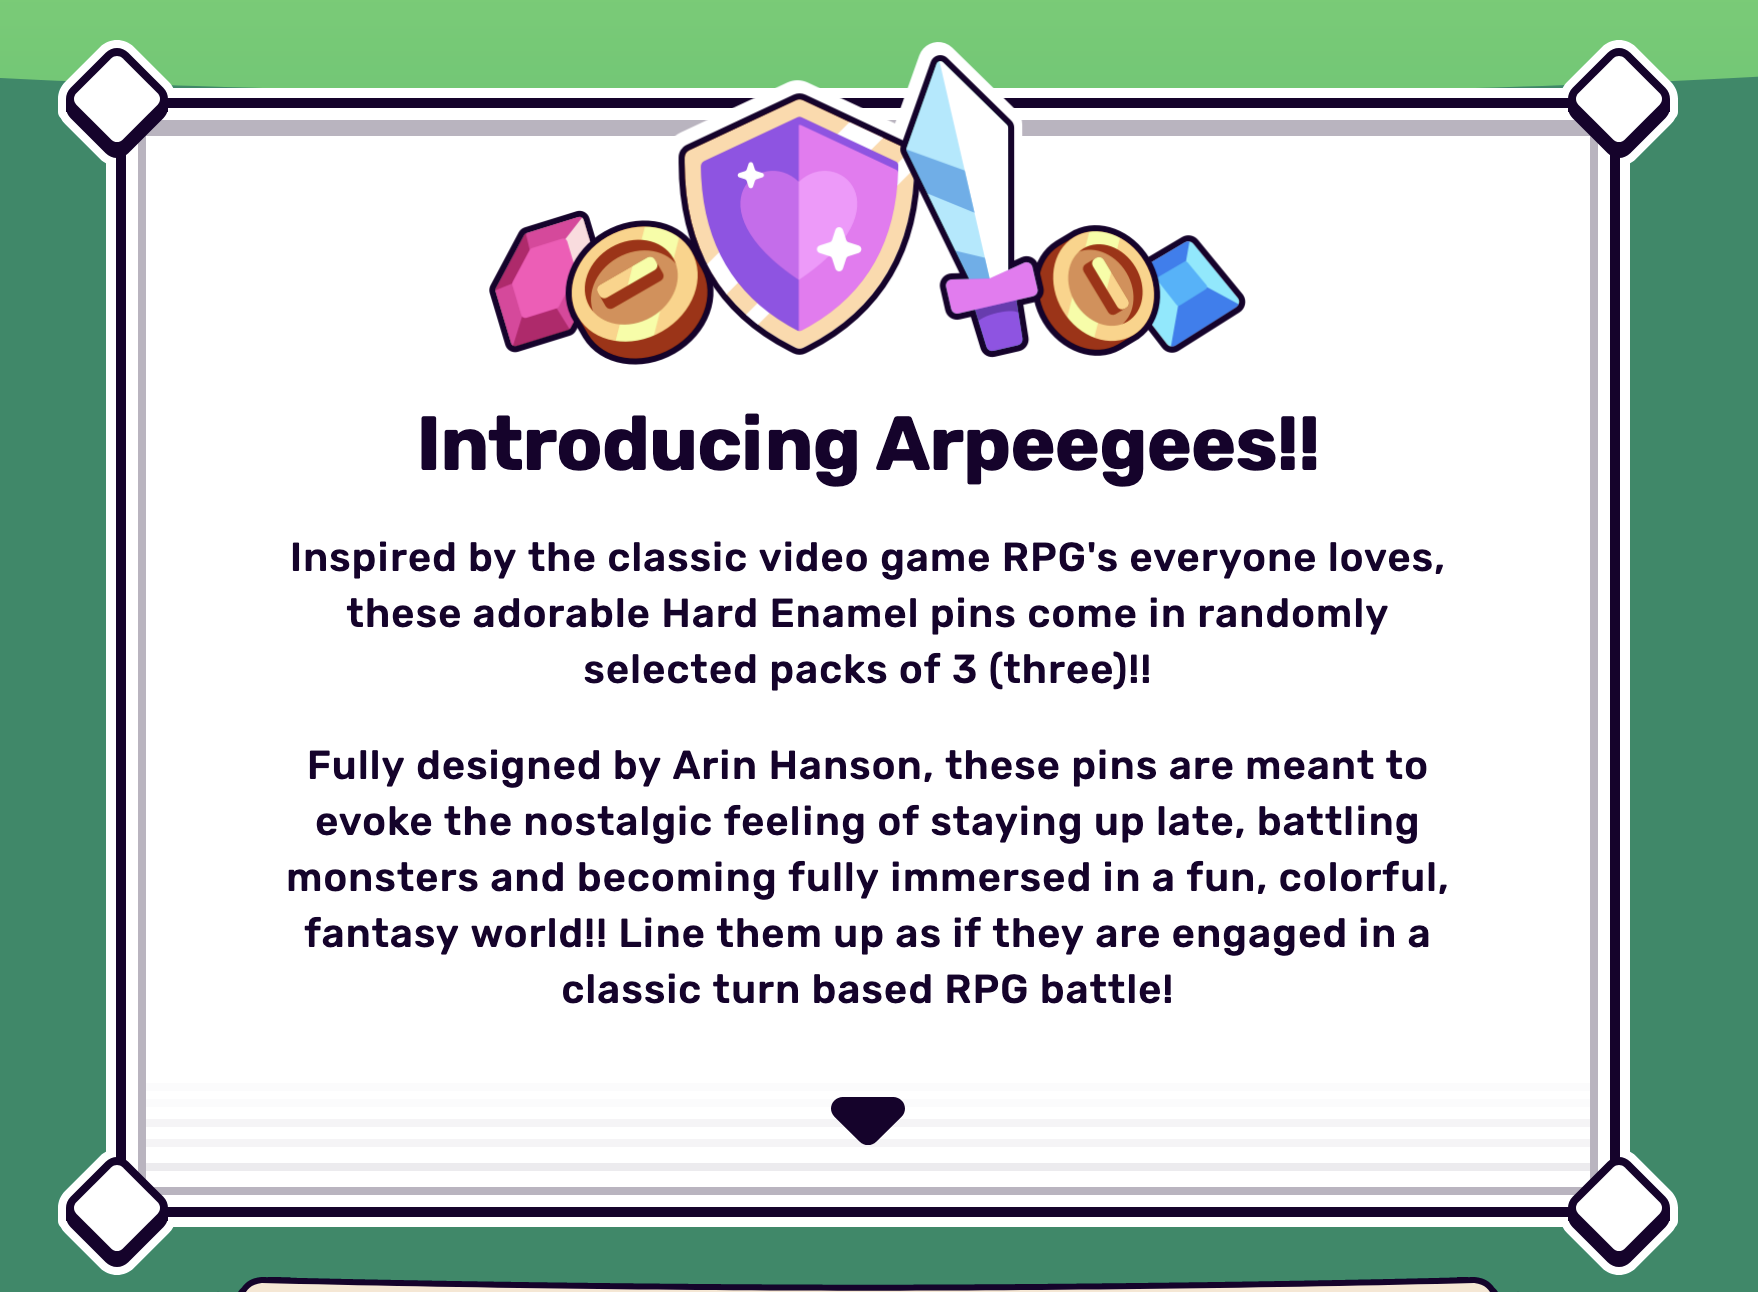 Introducing Arpeegees!!
Inspired by the classic video game RPG's everyone loves,
these adorable Hard Enamel pins come in randomly
selected packs of 3 (three)!!
Fully designed by Arin Hanson, these pins are meant to
evoke the nostalgic feeling of staying up late, battling
monsters and becoming fully immersed in a fun, colorful,
fantasy world!! Line them up as if they are engaged in a
classic turn based RPG battle!